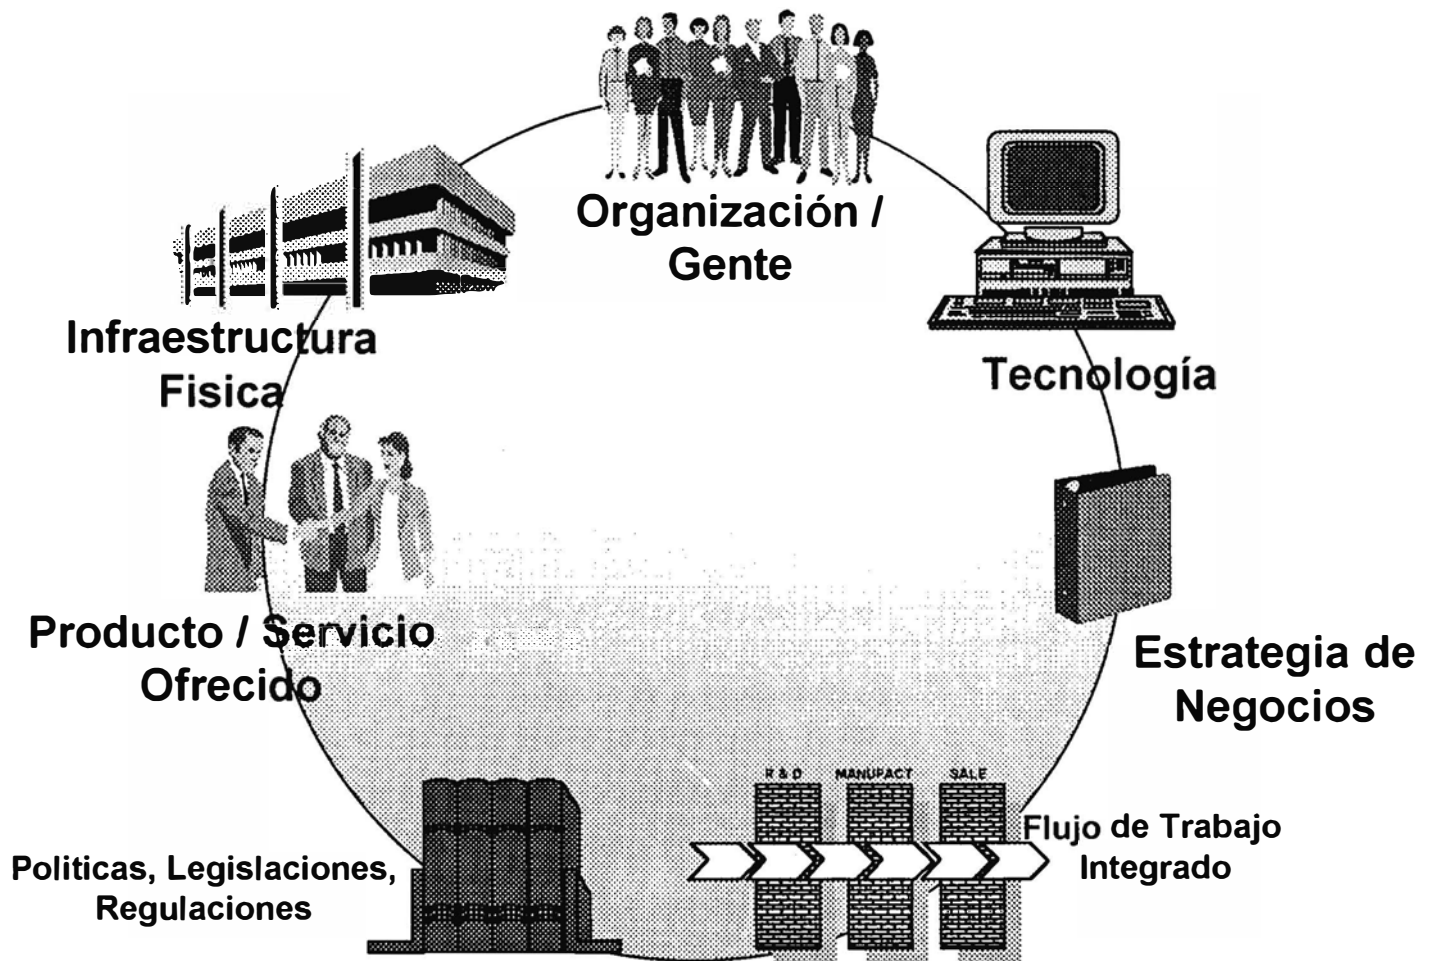 Organización /
Gente
Infraestructura
Fisica
Tecnología
Producto / Servicio
Ofrecido
Estrategia de
Negocios
R & D MANUFACT SALE
Flujo de Trabajo
Integrado
Politicas, Legislaciones,
Regulaciones